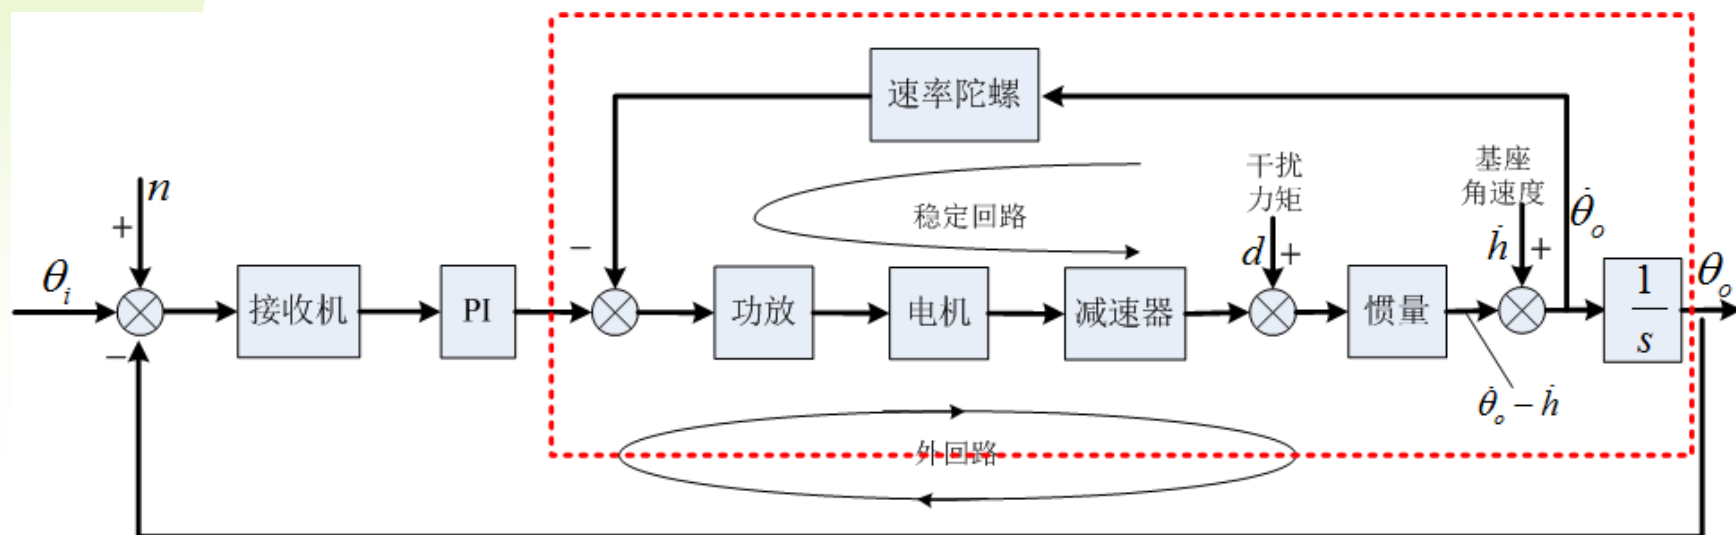 速率陀螺
n
+
干扰
力矩
基座
角速度
稳定回路
−
d
+
ḣ
+
θ̇ₒ
θᵢ
−
接收机
PI
功放
电机
减速器
惯量
1
s
θₒ
θ̇ₒ − ḣ
外回路